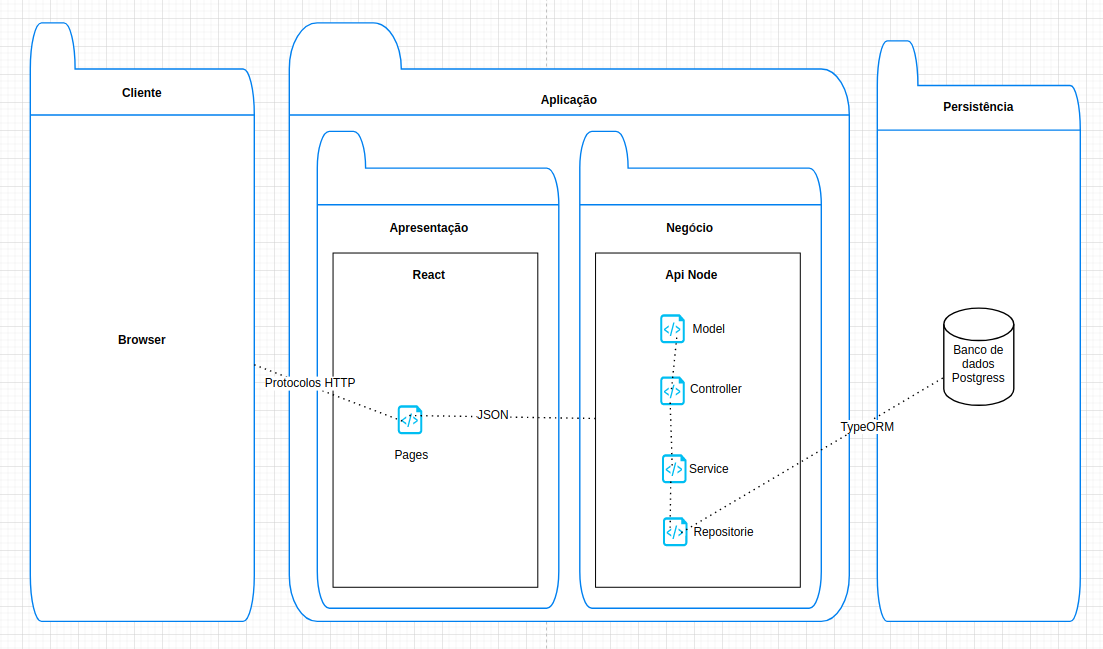 Cliente
Browser
Protocolos HTTP
Aplicação
Apresentação
React
Pages
JSON
Negócio
Api Node
Model
Controller
Service
Repositorie
TypeORM
Persistência
Banco de
dados
Postgress